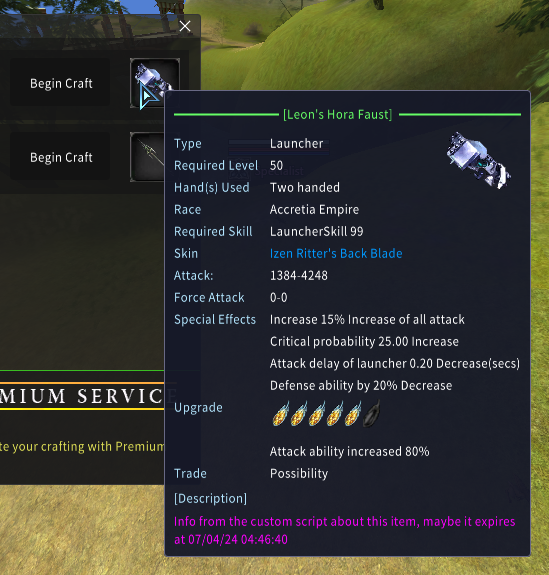 Begin Craft
[Leon's Hora Faust]
Type Launcher
Required Level 50
Begin Craft
Hand(s) Used Two handed
Race Accretia Empire
Required Skill LauncherSkill 99
Skin Izen Ritter's Back Blade
Attack: 1384-4248
Force Attack 0-0
Special Effects Increase 15% Increase of all attack
Critical probability 25.00 Increase
Attack delay of launcher 0.20 Decrease(secs)
Defense ability by 20% Decrease
MIUM SERVICE
Upgrade
te your crafting with Premium
Attack ability increased 80%
Trade Possibility
[Description]
Info from the custom script about this item, maybe it expires
at 07/04/24 04:46:40